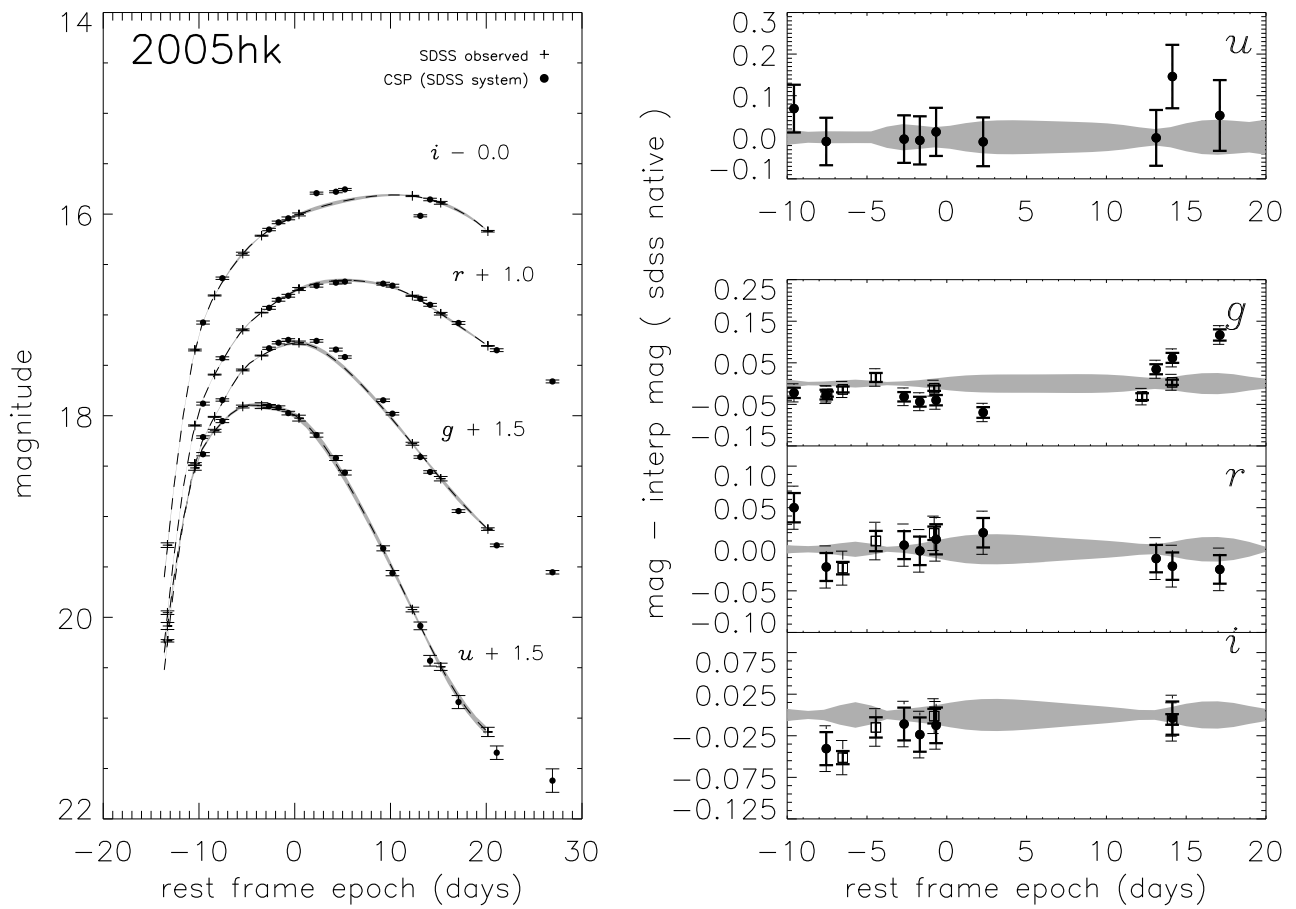 2005hk
SDSS observed +
CSP (SDSS system) ●
i − 0.0
r + 1.0
g + 1.5
u + 1.5
14
16
18
20
22
−20 −10 0 10 20 30
magnitude
rest frame epoch (days)
mag − interp mag ( sdss native )
u
0.3
0.2
0.1
0.0
−0.1
−10 −5 0 5 10 15 20
g
0.25
0.15
0.05
−0.05
−0.15
r
0.10
0.05
0.00
−0.05
−0.10
i
0.075
0.025
−0.025
−0.075
−0.125
−10 −5 0 5 10 15 20
rest frame epoch (days)